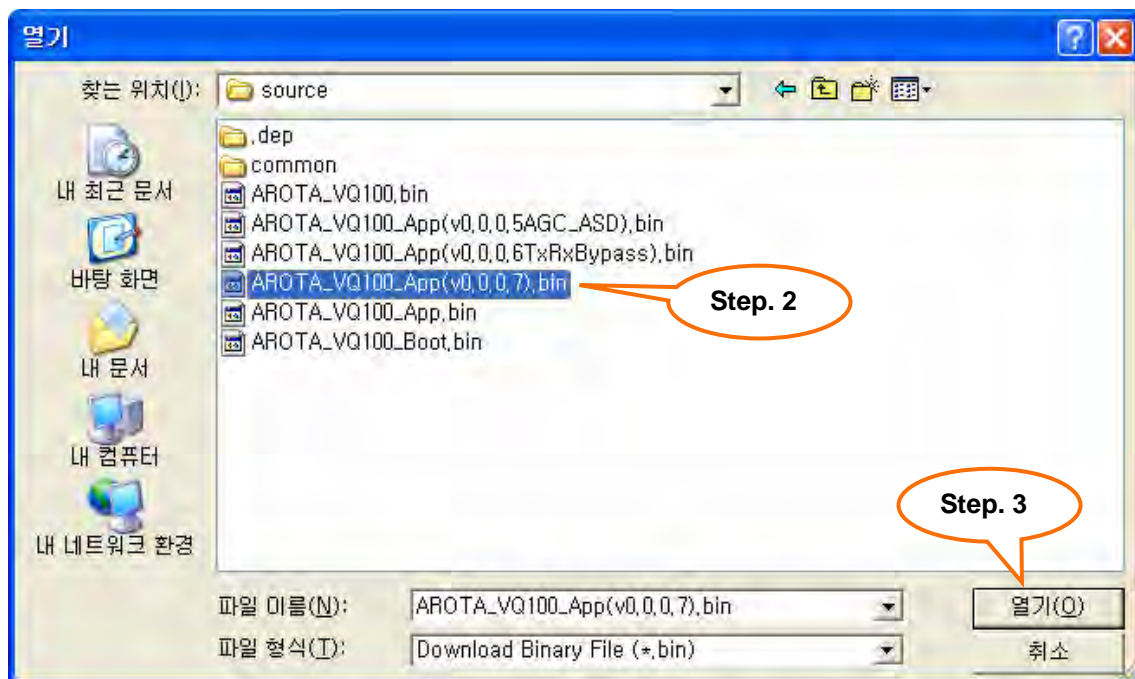 열기
찾는 위치(I):
source
.dep
common
AROTA_VQ100.bin
AROTA_VQ100_App(v0.0.0.5AGC_ASD).bin
AROTA_VQ100_App(v0.0.0.6TxRxBypass).bin
AROTA_VQ100_App(v0.0.0.7).bin
AROTA_VQ100_App.bin
AROTA_VQ100_Boot.bin
내 최근 문서
바탕 화면
내 문서
내 컴퓨터
내 네트워크 환경
Step. 2
Step. 3
파일 이름(N):
AROTA_VQ100_App(v0.0.0.7).bin
열기(O)
파일 형식(T):
Download Binary File (*.bin)
취소